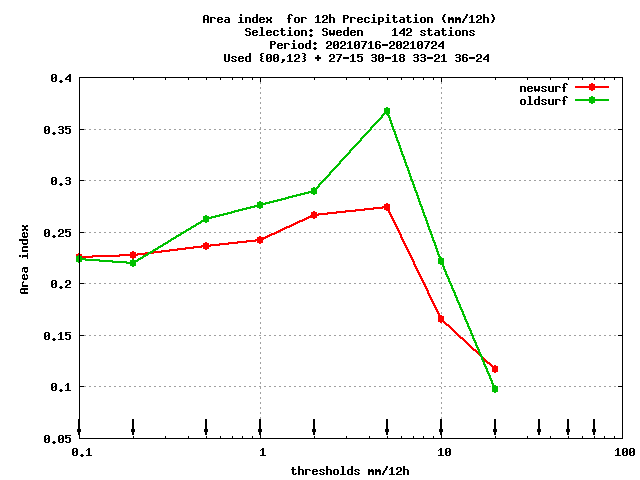 Area index  for 12h Precipitation (mm/12h)
Selection: Sweden    142 stations
Period: 20210716-20210724
Used {00,12} + 27-15 30-18 33-21 36-24
newsurf
oldsurf
0.4
0.35
0.3
0.25
0.2
0.15
0.1
0.05
Area index
0.1
1
10
100
thresholds mm/12h